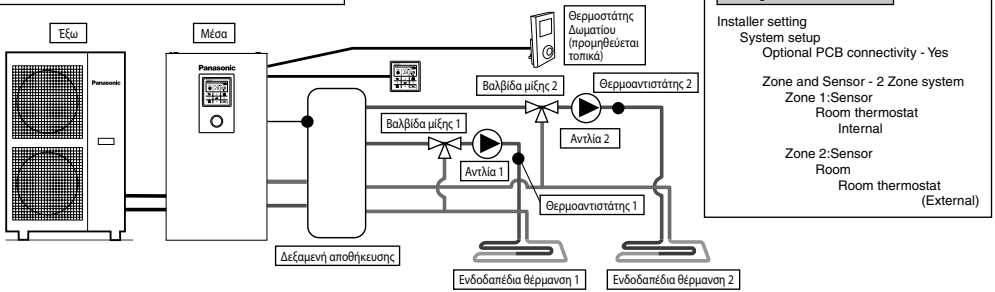 Έξω
Μέσα
Panasonic
Panasonic
Θερμοστάτης
Δωματίου
(προμηθεύεται
τοπικά)
Βαλβίδα μίξης 2
Θερμοαντιστάτης 2
Βαλβίδα μίξης 1
Αντλία 2
Αντλία 1
Θερμοαντιστάτης 1
Δεξαμενή αποθήκευσης
Ενδοδαπέδια θέρμανση 1
Ενδοδαπέδια θέρμανση 2
Installer setting
System setup
Optional PCB connectivity - Yes
Zone and Sensor - 2 Zone system
Zone 1:Sensor
Room thermostat
Internal
Zone 2:Sensor
Room
Room thermostat
(External)